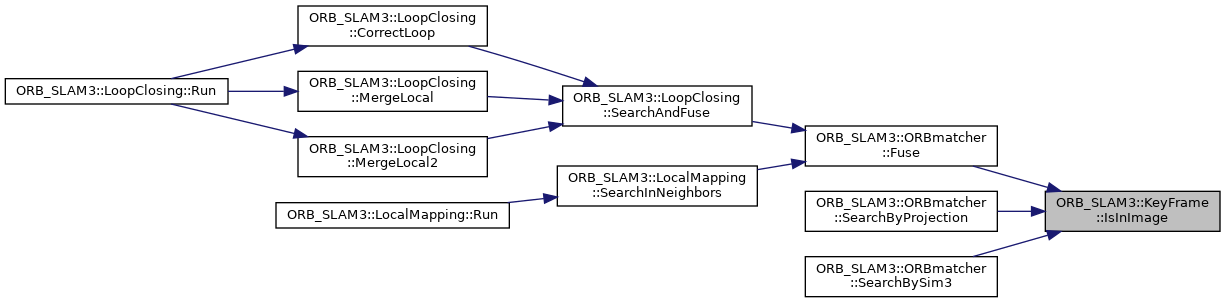 ORB_SLAM3::LoopClosing
::CorrectLoop
ORB_SLAM3::LoopClosing::Run
ORB_SLAM3::LoopClosing
::MergeLocal
ORB_SLAM3::LoopClosing
::MergeLocal2
ORB_SLAM3::LoopClosing
::SearchAndFuse
ORB_SLAM3::LocalMapping
::SearchInNeighbors
ORB_SLAM3::LocalMapping::Run
ORB_SLAM3::ORBmatcher
::Fuse
ORB_SLAM3::ORBmatcher
::SearchByProjection
ORB_SLAM3::ORBmatcher
::SearchBySim3
ORB_SLAM3::KeyFrame
::IsInImage